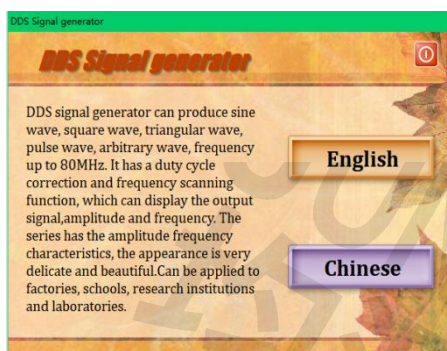 DDS Signal generator
DDS Signal generator
DDS signal generator can produce sine
wave, square wave, triangular wave,
pulse wave, arbitrary wave, frequency
up to 80MHz. It has a duty cycle
correction and frequency scanning
function, which can display the output
signal,amplitude and frequency. The
series has the amplitude frequency
characteristics, the appearance is very
delicate and beautiful.Can be applied to
factories, schools, research institutions
and laboratories.
English
Chinese